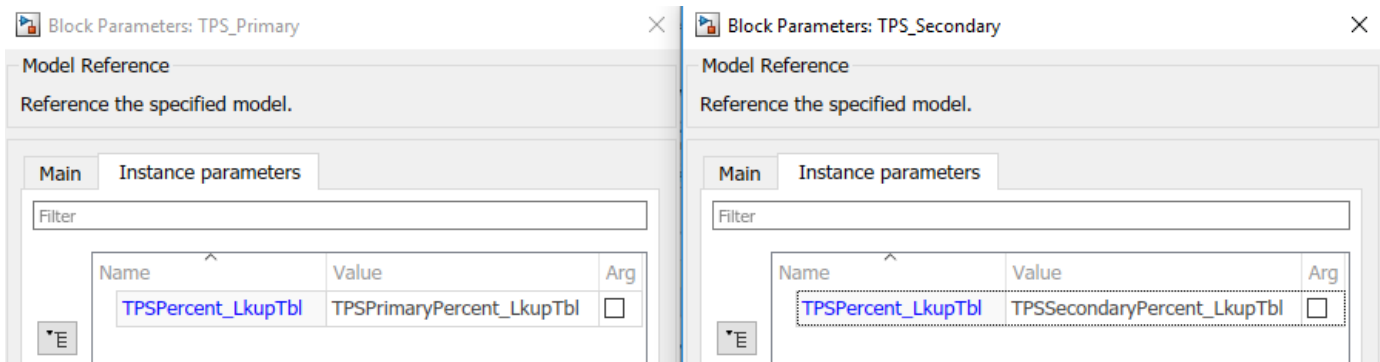 Block Parameters: TPS_Primary
Model Reference
Reference the specified model.
Main Instance parameters
Filter
Name Value Arg
TPSPercent_LkupTbl TPSPrimaryPercent_LkupTbl
Block Parameters: TPS_Secondary
Model Reference
Reference the specified model.
Main Instance parameters
Filter
Name Value Arg
TPSPercent_LkupTbl TPSSecondaryPercent_LkupTbl